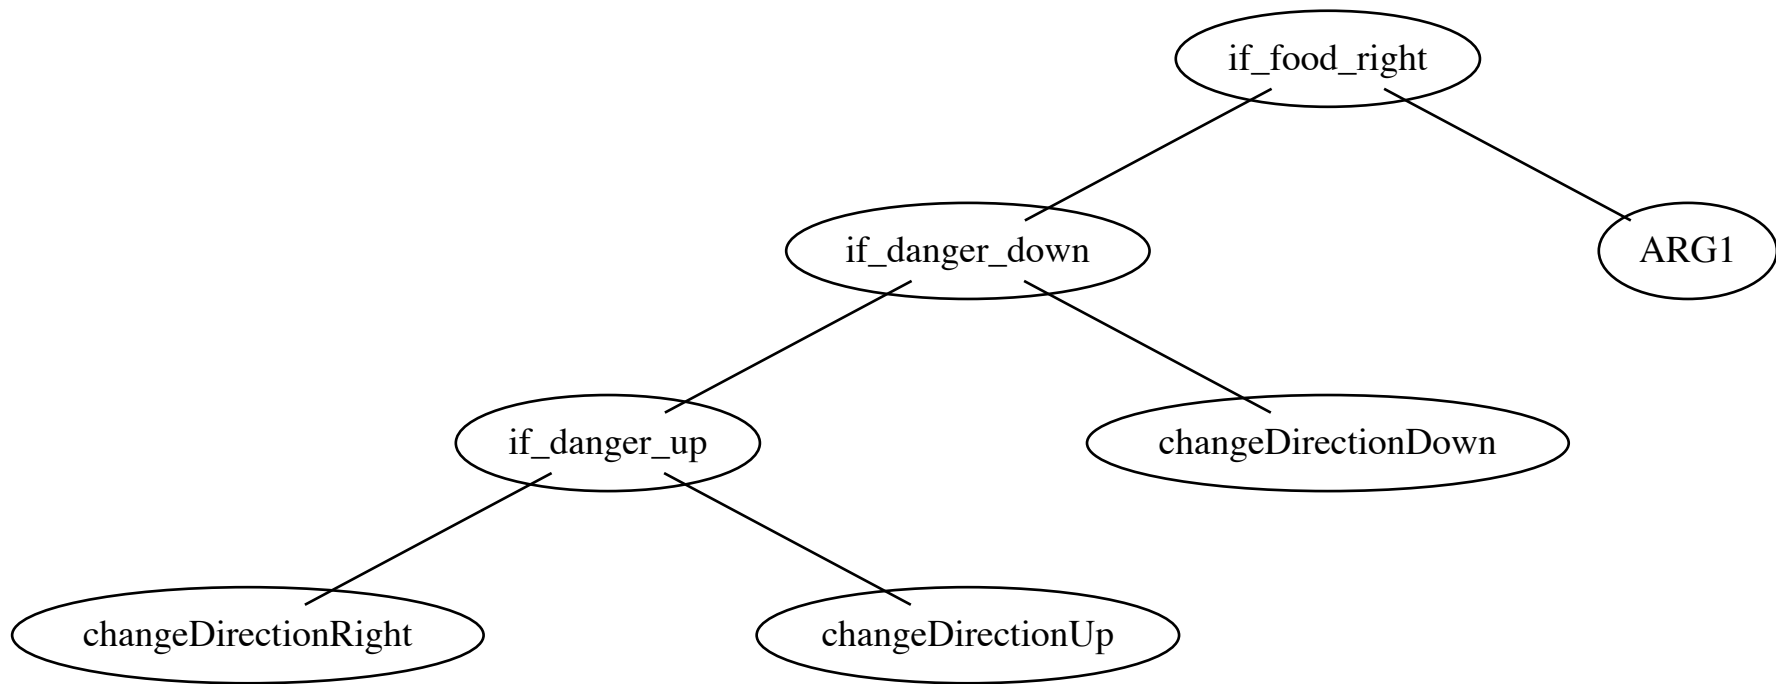 if_food_right
if_danger_down
ARG1
if_danger_up
changeDirectionDown
changeDirectionRight
changeDirectionUp